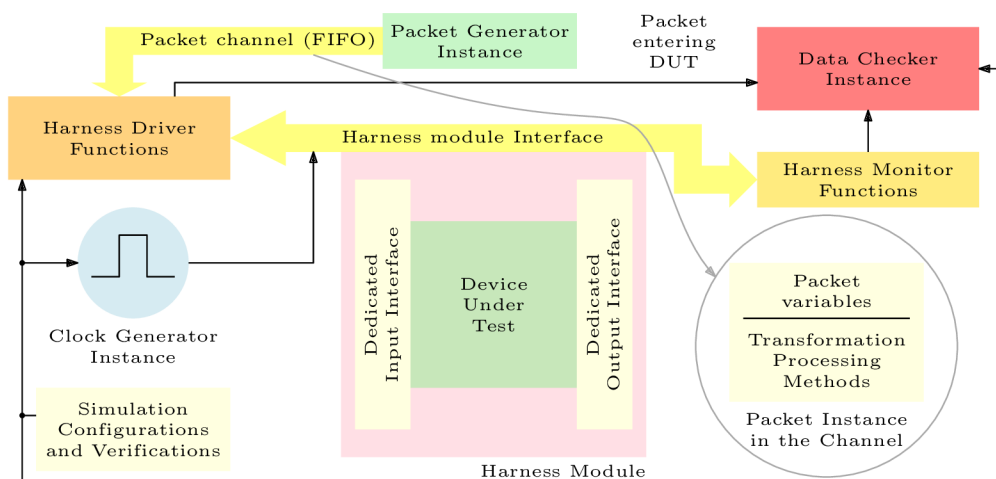 Packet channel (FIFO)
Packet Generator
Instance
Packet
entering
DUT
Data Checker
Instance
Harness Driver
Functions
Harness module Interface
Harness Monitor
Functions
Clock Generator
Instance
Dedicated
Input Interface
Device
Under
Test
Dedicated
Output Interface
Packet
variables
Transformation
Processing
Methods
Packet Instance
in the Channel
Simulation
Configurations
and Verifications
Harness Module